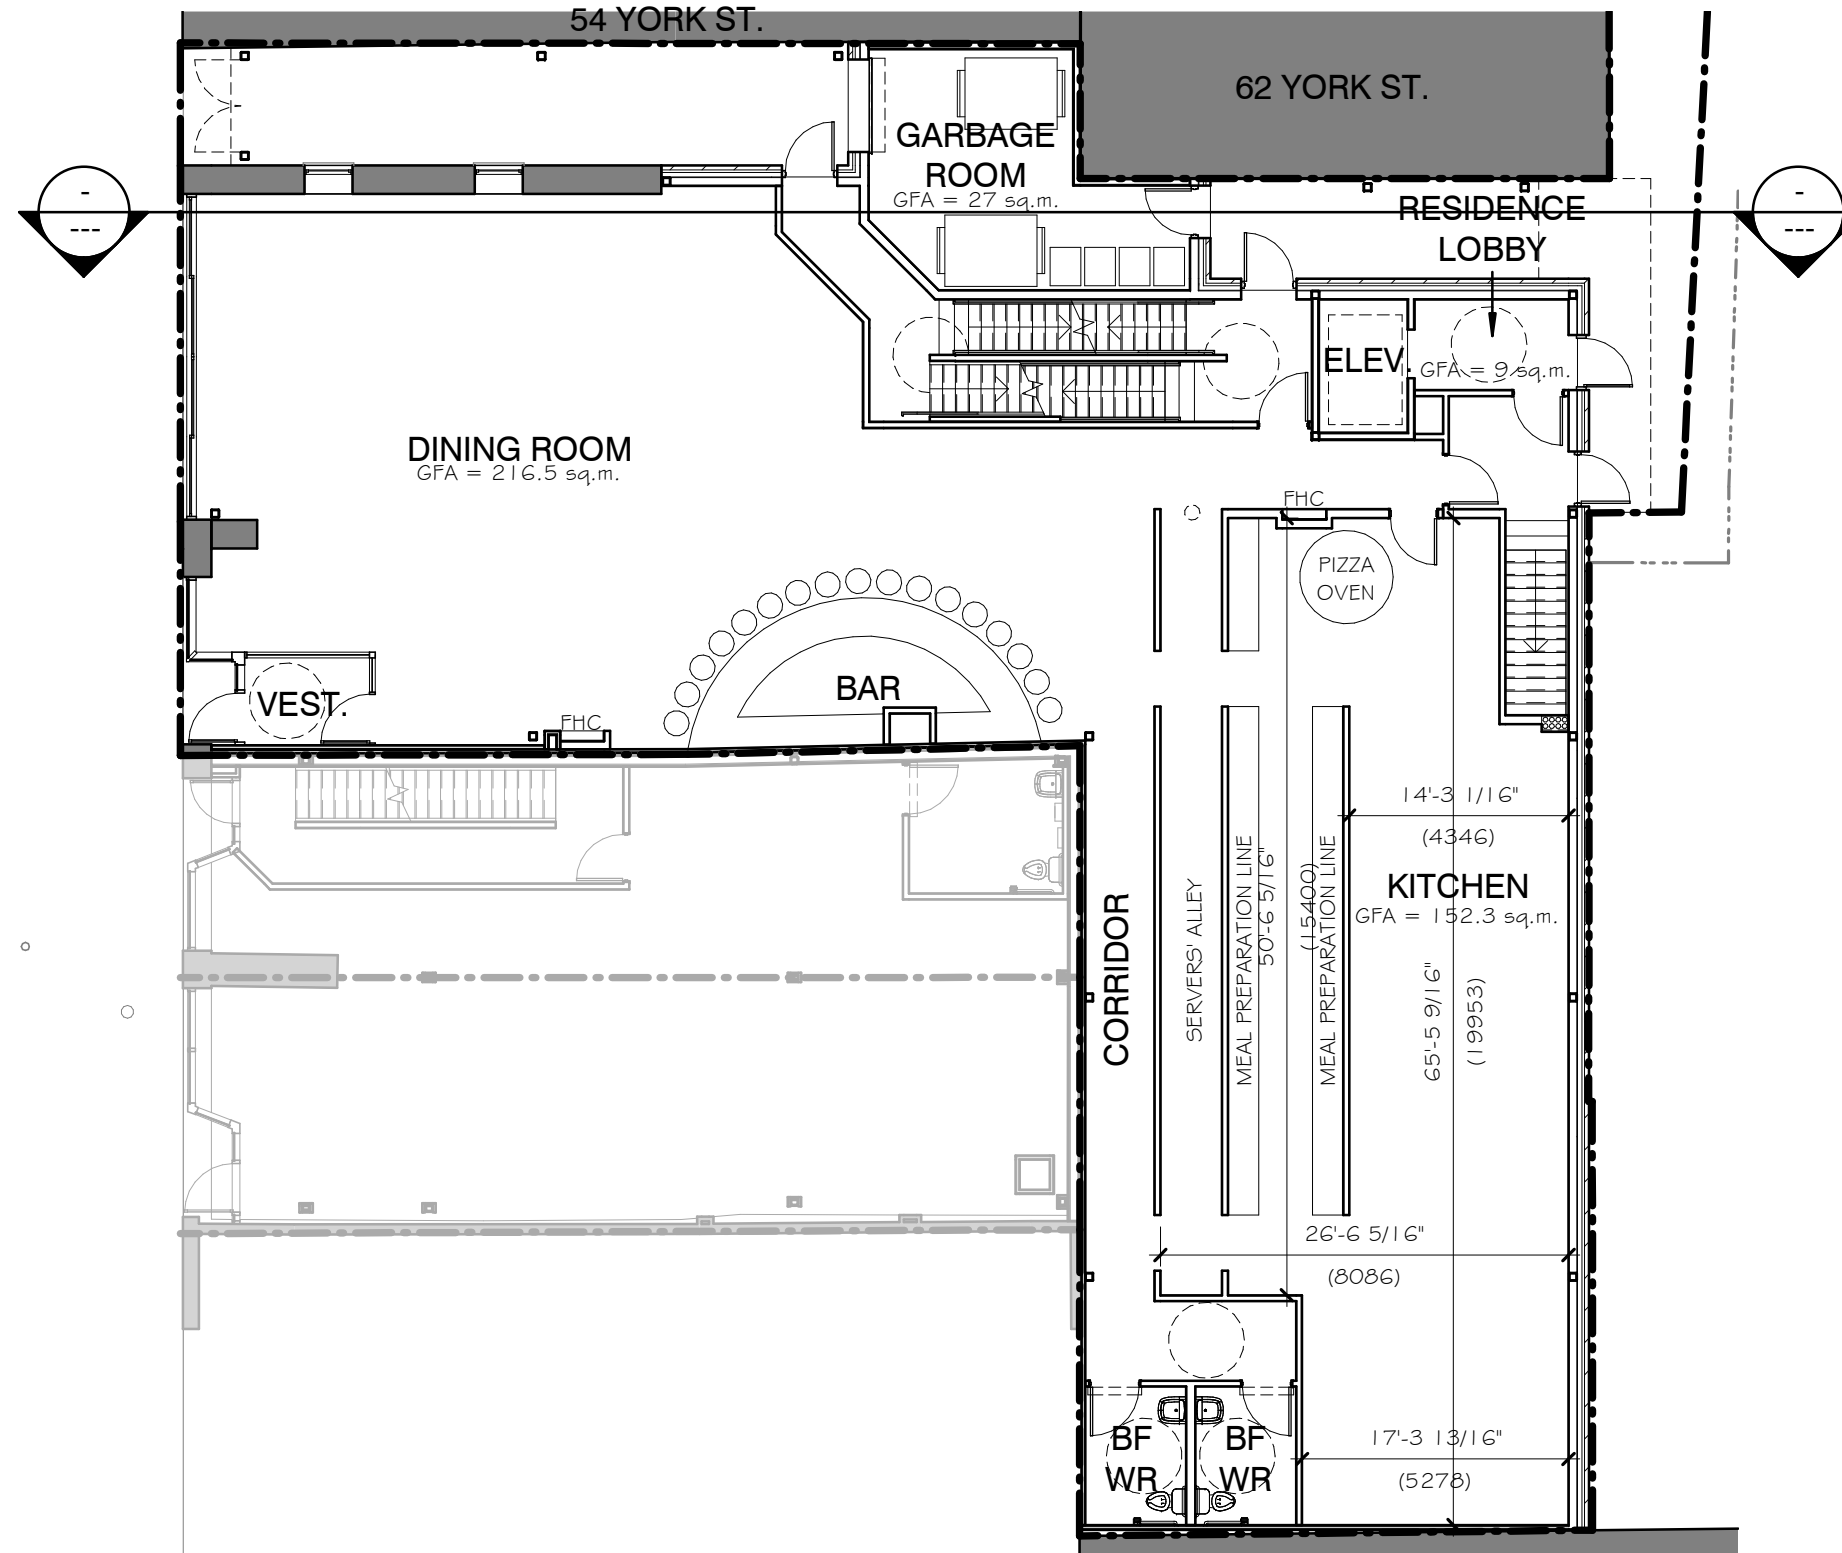 54 YORK ST.
62 YORK ST.
GARBAGE
ROOM
GFA = 27 sq.m.
-
---
-
---
RESIDENCE
LOBBY
ELEV.
GFA = 9 sq.m.
DINING ROOM
GFA = 216.5 sq.m.
FHC
PIZZA
OVEN
VEST.
FHC
BAR
14'-3 1/16"
(4346)
KITCHEN
GFA = 152.3 sq.m.
CORRIDOR
SERVERS' ALLEY
MEAL PREPARATION LINE
50'-6 5/16"
(15400)
MEAL PREPARATION LINE
65'-5 9/16"
(19953)
26'-6 5/16"
(8086)
BF
WR
BF
WR
17'-3 13/16"
(5278)